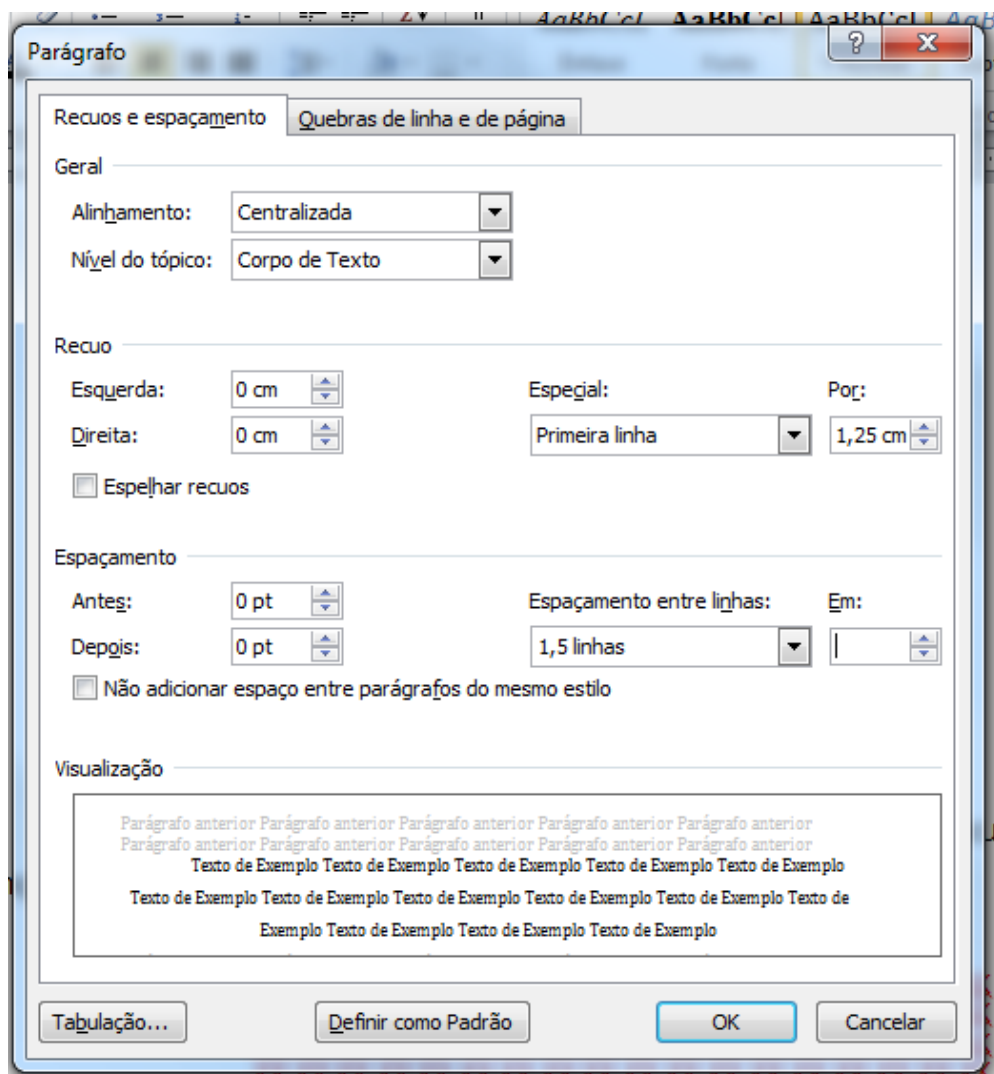 AaBbCcI AaBbCcI AaBbCcI
Parágrafo
Recuos e espaçamento Quebras de linha e de página
Geral
Alinhamento: Centralizada
Nível do tópico: Corpo de Texto
Recuo
Esquerda: 0 cm Especial: Por:
Direita: 0 cm Primeira linha 1,25 cm
Espelhar recuos
Espaçamento
Antes: 0 pt Espaçamento entre linhas: Em:
Depois: 0 pt 1,5 linhas
Não adicionar espaço entre parágrafos do mesmo estilo
Visualização
Parágrafo anterior Parágrafo anterior Parágrafo anterior Parágrafo anterior Parágrafo anterior
Parágrafo anterior Parágrafo anterior Parágrafo anterior Parágrafo anterior Parágrafo anterior
Texto de Exemplo Texto de Exemplo Texto de Exemplo Texto de Exemplo Texto de Exemplo
Texto de Exemplo Texto de Exemplo Texto de Exemplo Texto de Exemplo Texto de Exemplo Texto de
Exemplo Texto de Exemplo Texto de Exemplo Texto de Exemplo
Tabulação... Definir como Padrão OK Cancelar